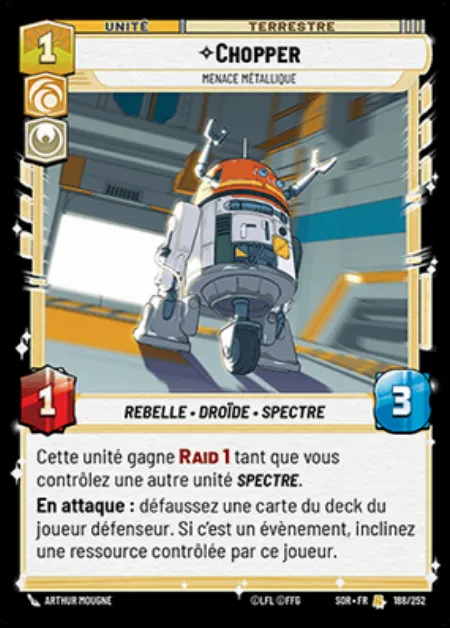 UNITÉ
TERRESTRE
1
CHOPPER
MENACE MÉTALLIQUE
1
REBELLE • DROÏDE • SPECTRE
3
Cette unité gagne RAID 1 tant que vous
contrôlez une autre unité SPECTRE.
En attaque : défaussez une carte du deck du
joueur défenseur. Si c'est un évènement, inclinez
une ressource contrôlée par ce joueur.
ARTHUR MOUGNE
©LFL ©FFG
SOR • FR
R
188/252